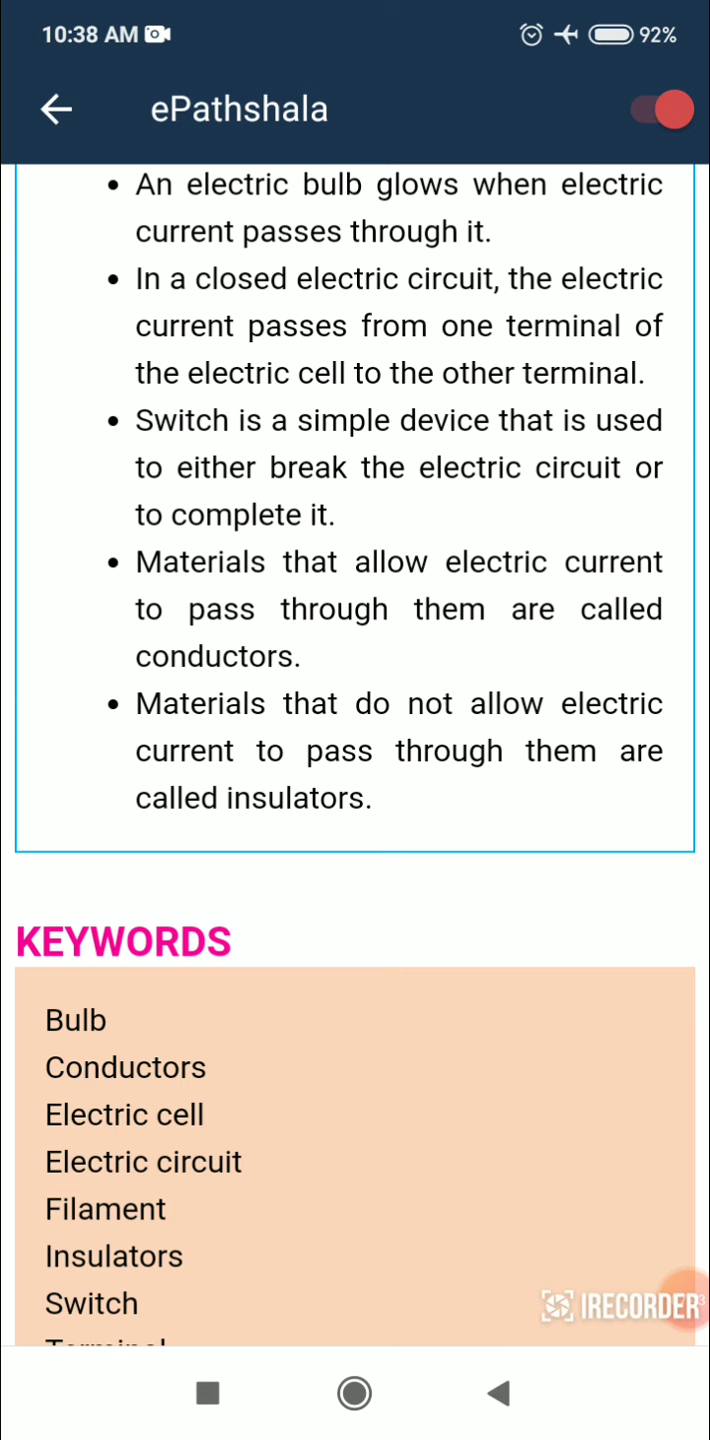 10:38 AM 92%
ePathshala
• An electric bulb glows when electric
current passes through it.
• In a closed electric circuit, the electric
current passes from one terminal of
the electric cell to the other terminal.
• Switch is a simple device that is used
to either break the electric circuit or
to complete it.
• Materials that allow electric current
to pass through them are called
conductors.
• Materials that do not allow electric
current to pass through them are
called insulators.
KEYWORDS
Bulb
Conductors
Electric cell
Electric circuit
Filament
Insulators
Switch
IRECORDER